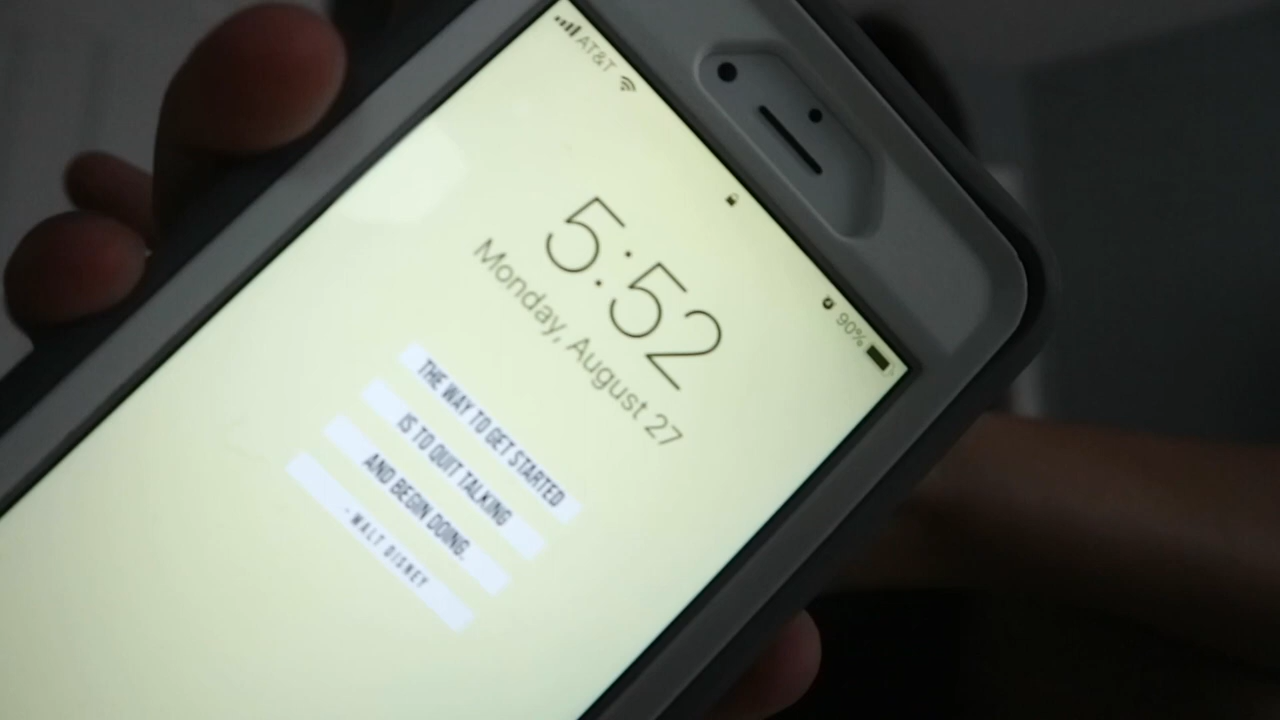 AT&T
90%
5:52
Monday, August 27
THE WAY TO GET STARTED
IS TO QUIT TALKING
AND BEGIN DOING.
- WALT DISNEY